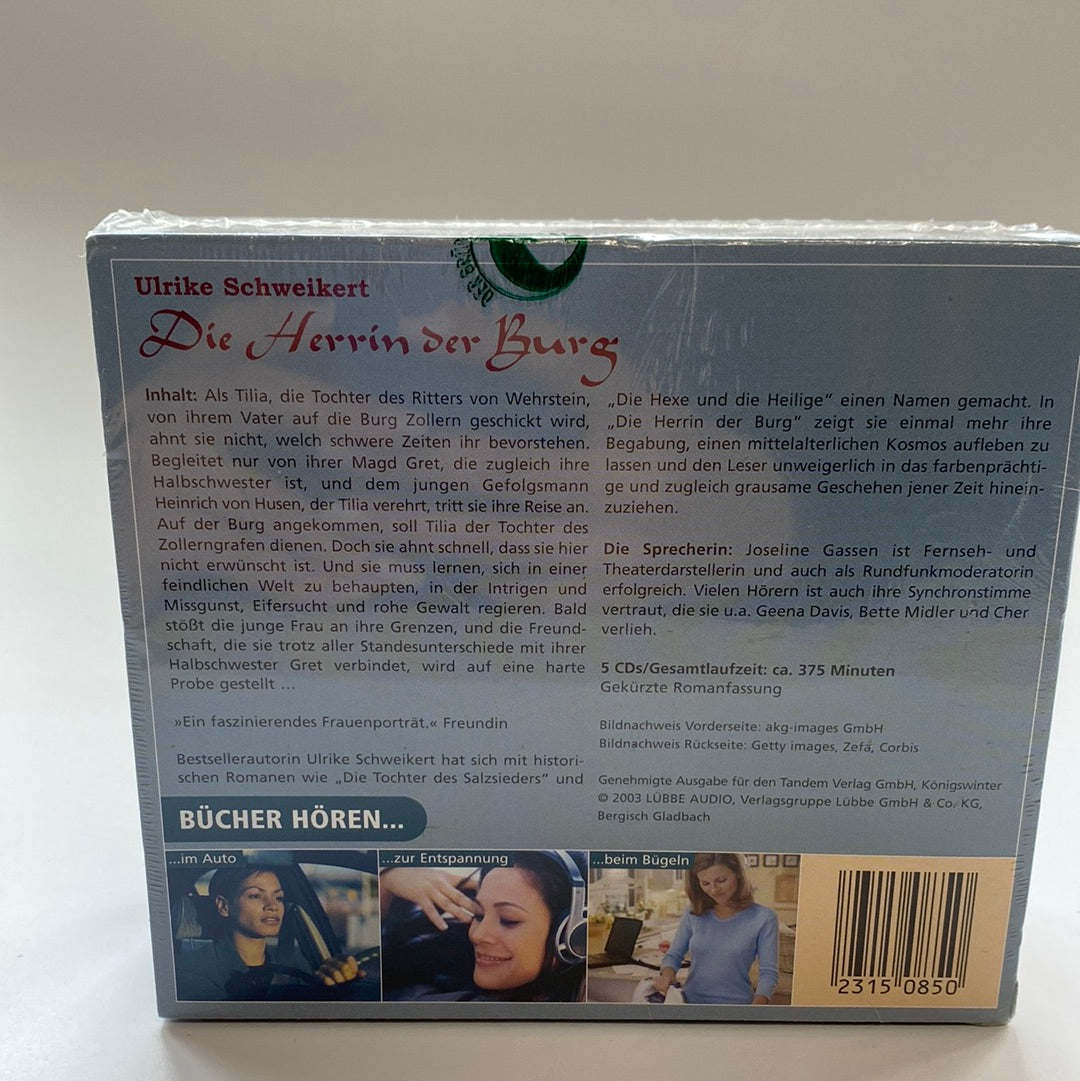 DER GRÜ
Ulrike Schweikert
Die Herrin der Burg
Inhalt: Als Tilia, die Tochter des Ritters von Wehrstein,
von ihrem Vater auf die Burg Zollern geschickt wird,
ahnt sie nicht, welch schwere Zeiten ihr bevorstehen.
Begleitet nur von ihrer Magd Gret, die zugleich ihre
Halbschwester ist, und dem jungen Gefolgsmann
Heinrich von Husen, der Tilia verehrt, tritt sie ihre Reise an.
Auf der Burg angekommen, soll Tilia der Tochter des
Zollerngrafen dienen. Doch sie ahnt schnell, dass sie hier
nicht erwünscht ist. Und sie muss lernen, sich in einer
feindlichen Welt zu behaupten, in der Intrigen und
Missgunst, Eifersucht und rohe Gewalt regieren. Bald
stößt die junge Frau an ihre Grenzen, und die Freund-
schaft, die sie trotz aller Standesunterschiede mit ihrer
Halbschwester Gret verbindet, wird auf eine harte
Probe gestellt ...
»Ein faszinierendes Frauenporträt.« Freundin
Bestsellerautorin Ulrike Schweikert hat sich mit histori-
schen Romanen wie „Die Tochter des Salzsieders“ und
„Die Hexe und die Heilige“ einen Namen gemacht. In
„Die Herrin der Burg“ zeigt sie einmal mehr ihre
Begabung, einen mittelalterlichen Kosmos aufleben zu
lassen und den Leser unweigerlich in das farbenprächti-
ge und zugleich grausame Geschehen jener Zeit hinein-
zuziehen.
Die Sprecherin: Joseline Gassen ist Fernseh- und
Theaterdarstellerin und auch als Rundfunkmoderatorin
erfolgreich. Vielen Hörern ist auch ihre Synchronstimme
vertraut, die sie u.a. Geena Davis, Bette Midler und Cher
verlieh.
5 CDs/Gesamtlaufzeit: ca. 375 Minuten
Gekürzte Romanfassung
Bildnachweis Vorderseite: akg-images GmbH
Bildnachweis Rückseite: Getty images, Zefa, Corbis
Genehmigte Ausgabe für den Tandem Verlag GmbH, Königswinter
© 2003 LÜBBE AUDIO, Verlagsgruppe Lübbe GmbH & Co. KG,
Bergisch Gladbach
BÜCHER HÖREN...
...im Auto
...zur Entspannung
...beim Bügeln
2315 0850